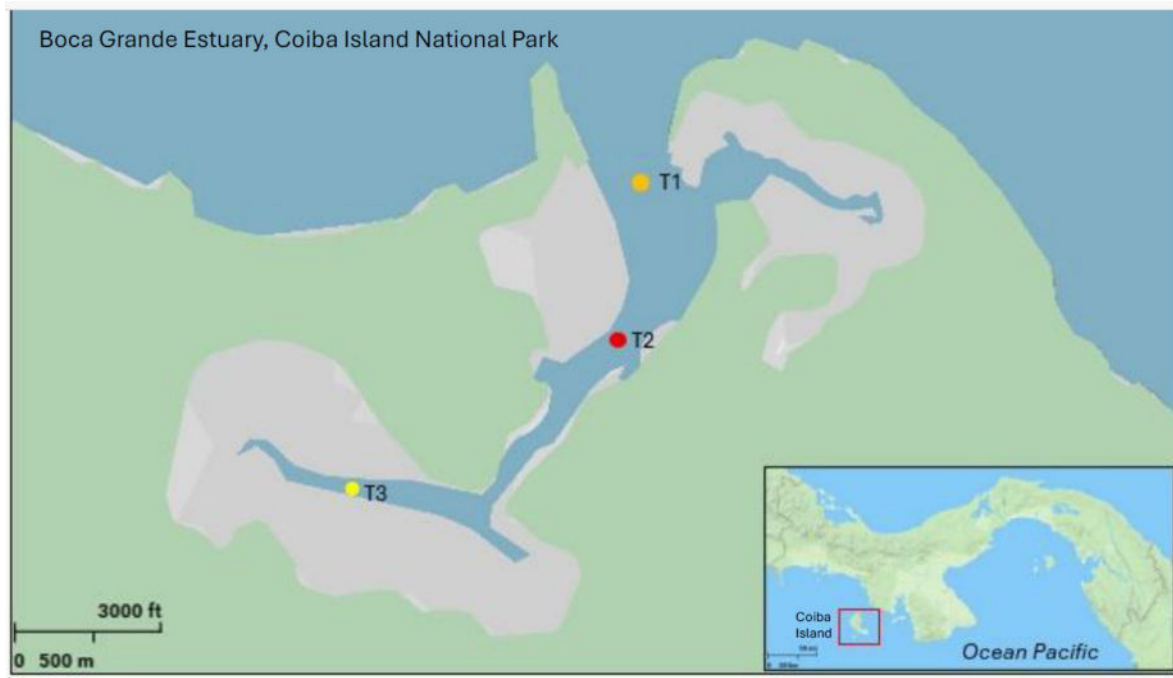 Boca Grande Estuary, Coiba Island National Park
T1
T2
T3
3000 ft
0 500 m
Coiba
Island
Ocean Pacific